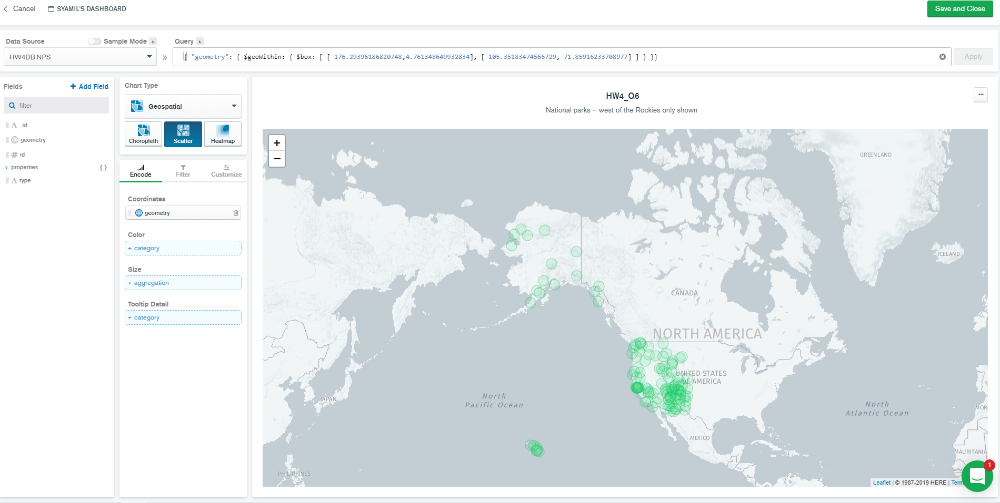 Cancel
SYAMIL'S DASHBOARD
Save and Close
Data Source
Sample Mode i
Query i
HW4DB.NPS
»
{ "geometry": { $geoWithin: { $box: [ [-176.29396186820748,4.761348649932834], [-105.35183474566729, 71.85916233708977] ] } }}
Apply
Fields
+ Add Field
filter
A _id
geometry
# id
> properties { }
A type
Chart Type
Geospatial
Choropleth
Scatter
Heatmap
Encode
Filter
Customize
Coordinates
geometry
Color
+ category
Size
+ aggregation
Tooltip Detail
+ category
HW4_Q6
...
National parks – west of the Rockies only shown
+
−
GREENLAND
ICELAND
CANADA
NORTH AMERICA
UNITED STATES
OF AMERICA
JAPAN
North
Pacific Ocean
North
Atlantic Ocean
MOR
S
MEXICO
MAURITANIA
PHILIPPINES
1
Leaflet | © 1987-2019 HERE | Term